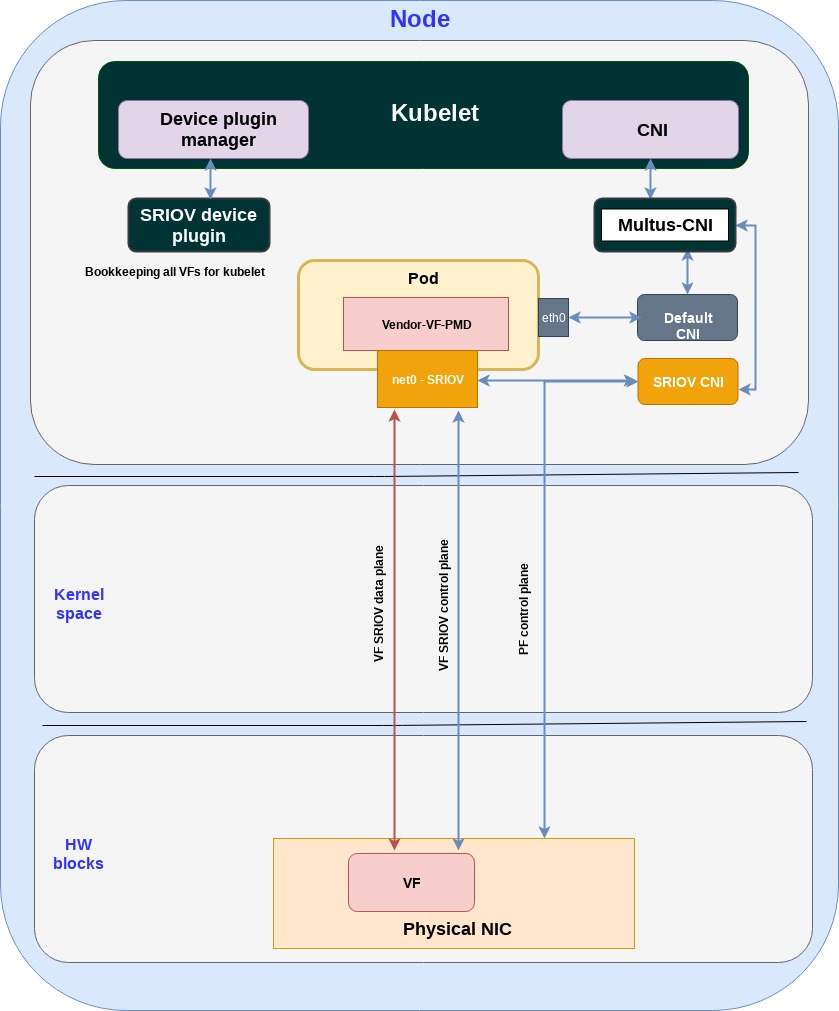 Node
Kubelet
Device plugin
manager
CNI
SRIOV device
plugin
Multus-CNI
Bookkeeping all VFs for kubelet
Pod
Vendor-VF-PMD
eth0
Default
CNI
net0 - SRIOV
SRIOV CNI
VF SRIOV data plane
VF SRIOV control plane
PF control plane
Kernel
space
HW
blocks
VF
Physical NIC